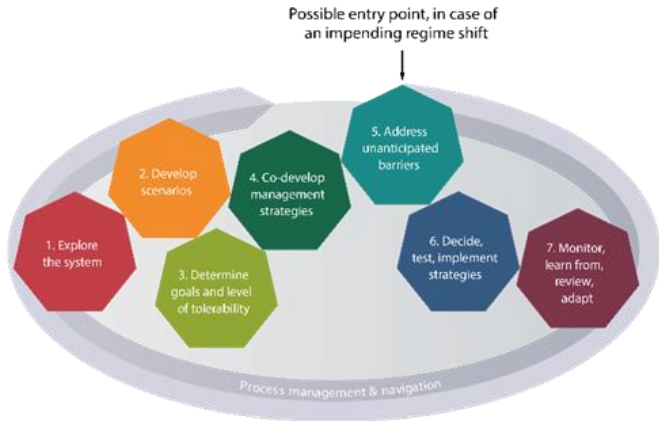 Possible entry point, in case of
an impending regime shift
1. Explore
the system
2. Develop
scenarios
3. Determine
goals and level
of tolerability
4. Co-develop
management
strategies
5. Address
unanticipated
barriers
6. Decide,
test, implement
strategies
7. Monitor,
learn from,
review,
adapt
Process management & navigation